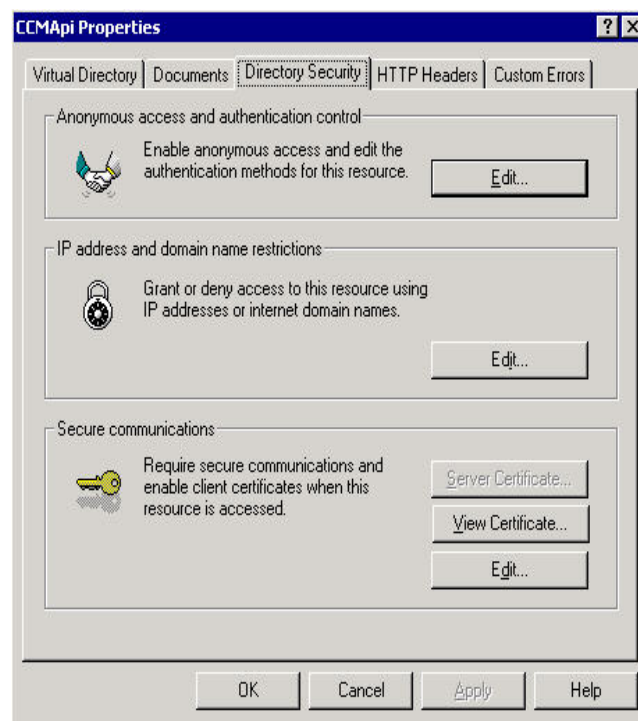 CCMApi Properties
Virtual Directory Documents Directory Security HTTP Headers Custom Errors
Anonymous access and authentication control
Enable anonymous access and edit the
authentication methods for this resource.
Edit...
IP address and domain name restrictions
Grant or deny access to this resource using
IP addresses or internet domain names.
Edit...
Secure communications
Require secure communications and
enable client certificates when this
resource is accessed.
Server Certificate...
View Certificate...
Edit...
OK Cancel Apply Help